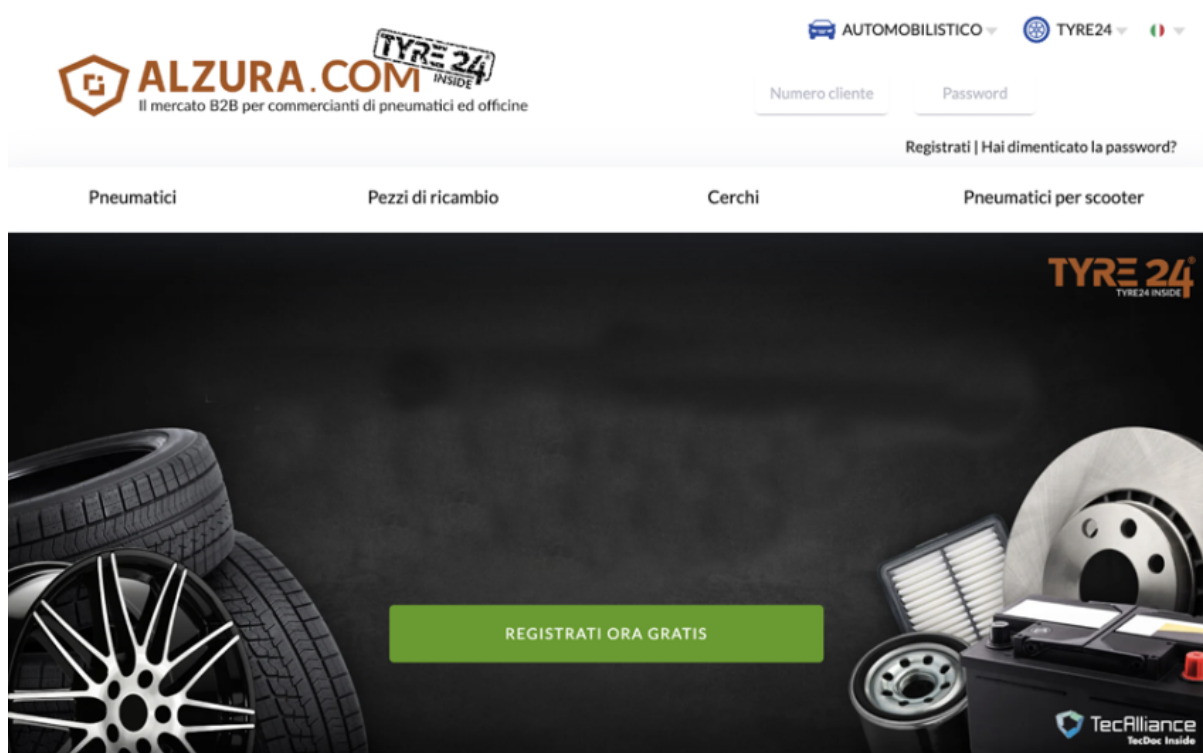 AUTOMOBILISTICO
TYRE24
TYRE 24
INSIDE
ALZURA.COM
Il mercato B2B per commercianti di pneumatici ed officine
Numero cliente
Password
Registrati | Hai dimenticato la password?
Pneumatici
Pezzi di ricambio
Cerchi
Pneumatici per scooter
TYRE 24®
TYRE24 INSIDE
REGISTRATI ORA GRATIS
TecAlliance
TecDoc Inside